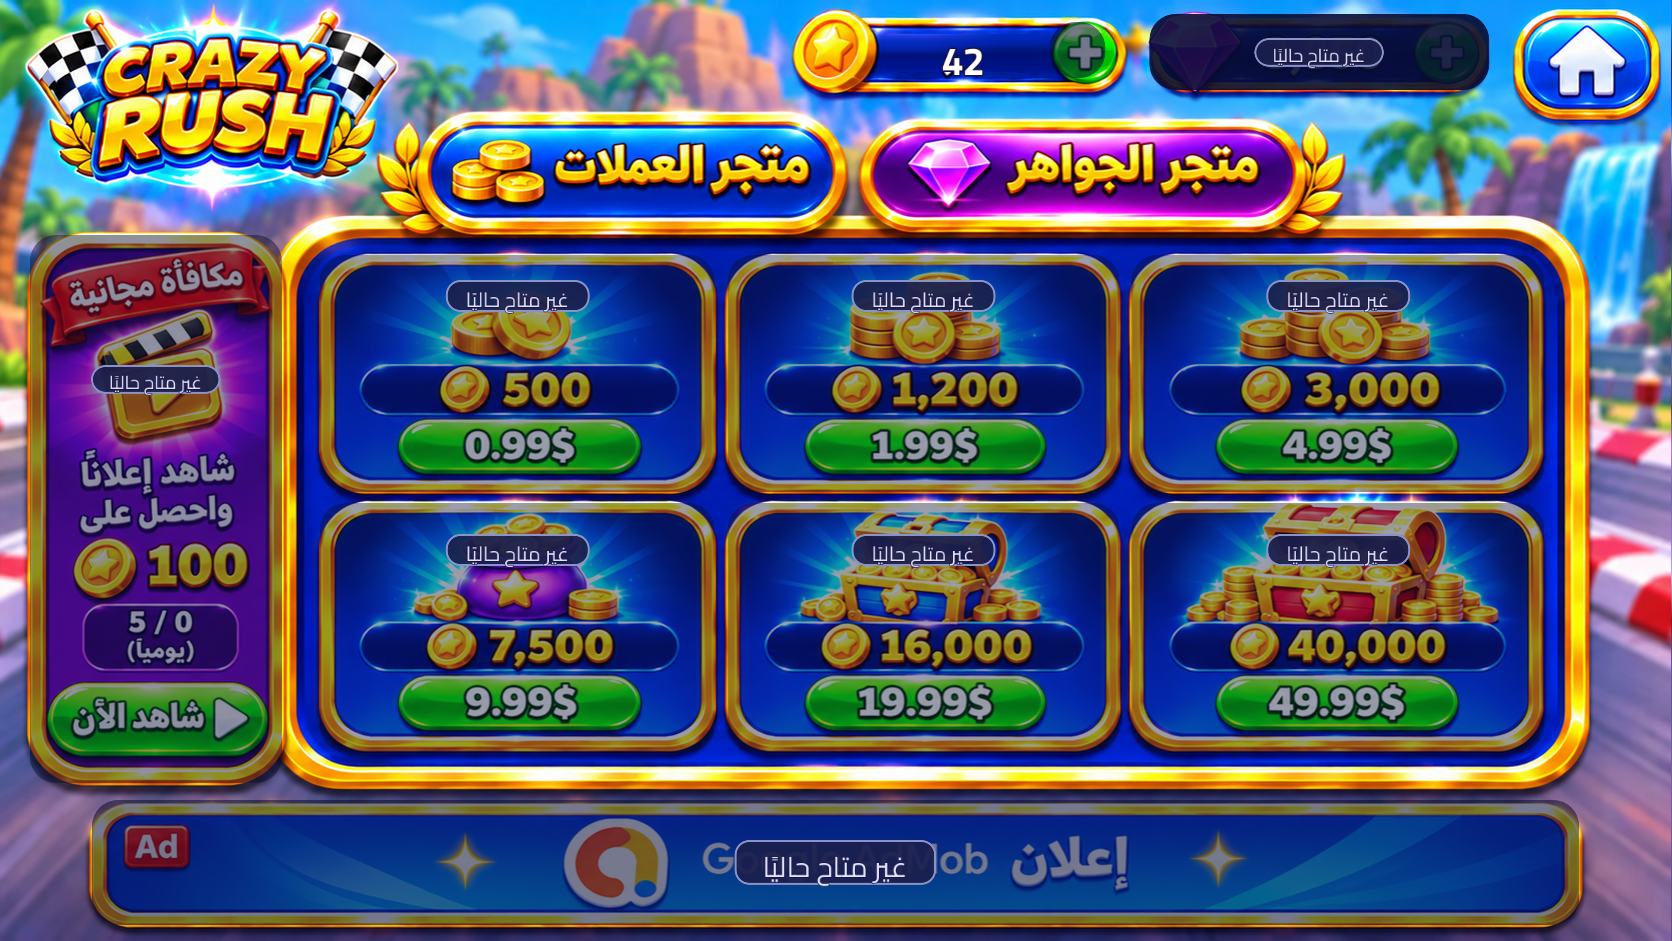 CRAZY
RUSH
42
غير متاح حاليًا
متجر العملات
متجر الجواهر
مكافأة مجانية
غير متاح حاليًا
شاهد إعلاناً
واحصل على
100
5 / 0
(يومياً)
شاهد الأن
غير متاح حاليًا
500
0.99$
غير متاح حاليًا
1,200
1.99$
غير متاح حاليًا
3,000
4.99$
غير متاح حاليًا
7,500
9.99$
غير متاح حاليًا
16,000
19.99$
غير متاح حاليًا
40,000
49.99$
Ad
إعلان
غير متاح حاليًا